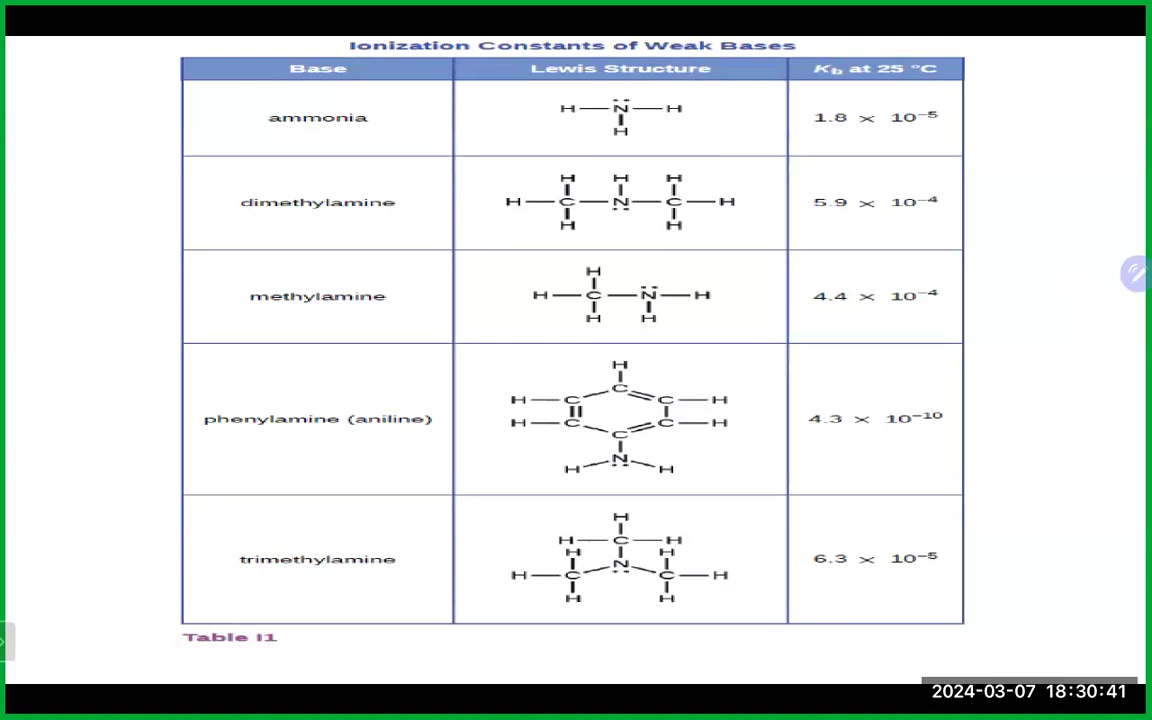 Ionization Constants of Weak Bases
Base Lewis Structure Kb at 25 °C
ammonia
H N H
H
1.8 × 10−5
dimethylamine
H H H
H C N C H
H H
5.9 × 10−4
methylamine
H
H C N H
H H
4.4 × 10−4
phenylamine (aniline)
H
C
H C C H
H C C H
C
N
H H
4.3 × 10−10
trimethylamine
H
H C H
H H
N
H C C H
H H
6.3 × 10−5
Table I1
2024-03-07 18:30:41